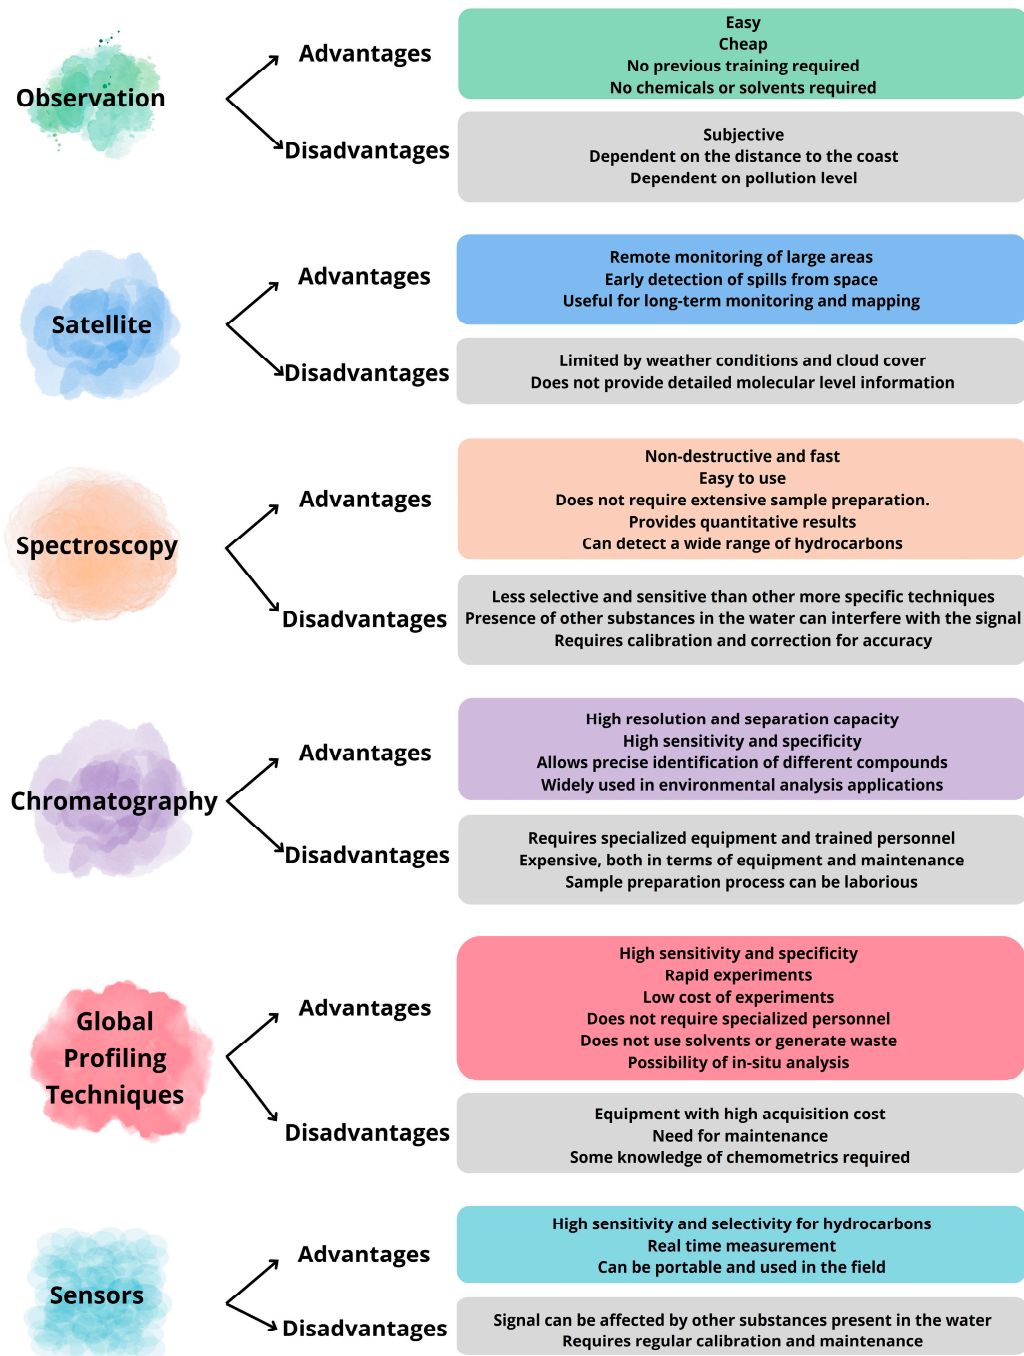 Observation
Advantages
Easy
Cheap
No previous training required
No chemicals or solvents required
Disadvantages
Subjective
Dependent on the distance to the coast
Dependent on pollution level
Satellite
Advantages
Remote monitoring of large areas
Early detection of spills from space
Useful for long-term monitoring and mapping
Disadvantages
Limited by weather conditions and cloud cover
Does not provide detailed molecular level information
Spectroscopy
Advantages
Non-destructive and fast
Easy to use
Does not require extensive sample preparation.
Provides quantitative results
Can detect a wide range of hydrocarbons
Disadvantages
Less selective and sensitive than other more specific techniques
Presence of other substances in the water can interfere with the signal
Requires calibration and correction for accuracy
Chromatography
Advantages
High resolution and separation capacity
High sensitivity and specificity
Allows precise identification of different compounds
Widely used in environmental analysis applications
Disadvantages
Requires specialized equipment and trained personnel
Expensive, both in terms of equipment and maintenance
Sample preparation process can be laborious
Global
Profiling
Techniques
Advantages
High sensitivity and specificity
Rapid experiments
Low cost of experiments
Does not require specialized personnel
Does not use solvents or generate waste
Possibility of in-situ analysis
Disadvantages
Equipment with high acquisition cost
Need for maintenance
Some knowledge of chemometrics required
Sensors
Advantages
High sensitivity and selectivity for hydrocarbons
Real time measurement
Can be portable and used in the field
Disadvantages
Signal can be affected by other substances present in the water
Requires regular calibration and maintenance